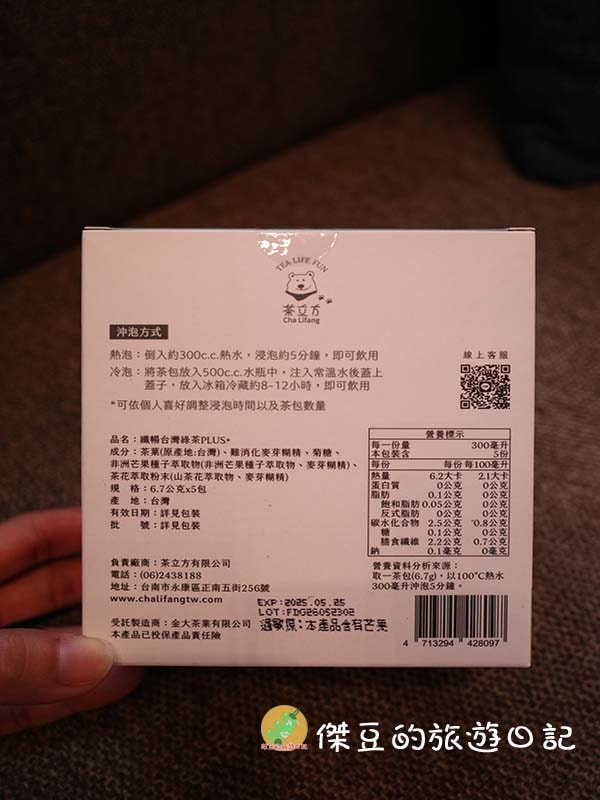 TEA LIFE FUN
茶立方
Cha Lifang
沖泡方式
熱泡：倒入約300c.c.熱水，浸泡約5分鐘，即可飲用
冷泡：將茶包放入500c.c.水瓶中，注入常溫水後蓋上
蓋子，放入冰箱冷藏約8-12小時，即可飲用
*可依個人喜好調整浸泡時間以及茶包數量
線上客服
品名：纖暢台灣綠茶PLUS+
成分：茶葉(原產地:台灣)、難消化麥芽糊精、菊糖、
非洲芒果種子萃取物(非洲芒果種子萃取物、麥芽糊精)、
茶花萃取粉末(山茶花萃取物、麥芽糊精)
規　格：6.7公克x5包
產　地：台灣
有效日期：詳見包裝
批　號：詳見包裝
營養標示
每一份量 300毫升
本包裝含 5份
每份 每份 每100毫升
熱量 6.2大卡 2.1大卡
蛋白質 0公克 0公克
脂肪 0.1公克 0公克
飽和脂肪 0.05公克 0公克
反式脂肪 0公克 0公克
碳水化合物 2.5公克 0.8公克
糖 0.1公克 0公克
膳食纖維 2.2公克 0.7公克
鈉 0.1毫克 0毫克
營養資料分析來源：
取一茶包(6.7g)，以100°C熱水
300毫升沖泡5分鐘。
負責廠商：茶立方有限公司
電話：(06)2438188
地址：台南市永康區正南五街256號
www.chalifangtw.com
受託製造商：金大茶業有限公司
本產品已投保產品責任險
EXP:2025.05.25
LOT:FDG26052302
過敏原:本產品含有芒果
4 713294 428097
傑豆的旅遊日記